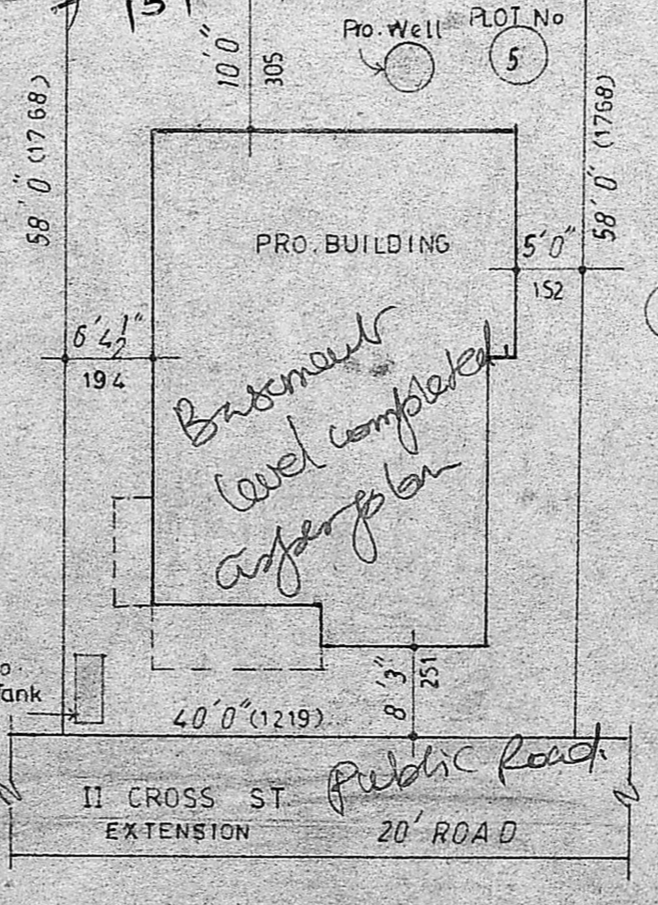 Pro. Well
PLOT No
5
10'0"
305
58'0" (1768)
58'0" (1768)
PRO. BUILDING
5'0"
152
6'4½"
194
Basement
level completed
as per plan
Tank
8'3"
251
40'0" (1219)
Public Road.
II CROSS ST.
EXTENSION
20' ROAD